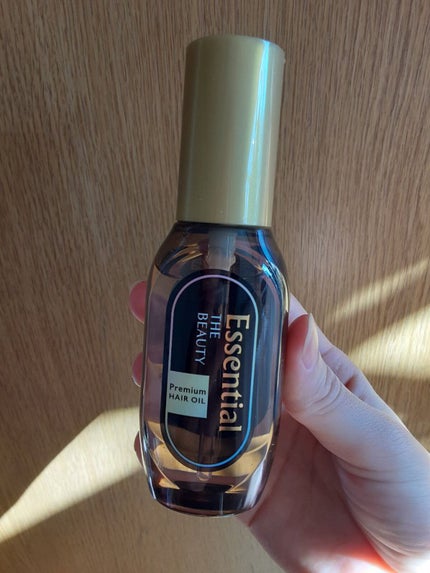 Essential
THE
BEAUTY
Premium
HAIR OIL